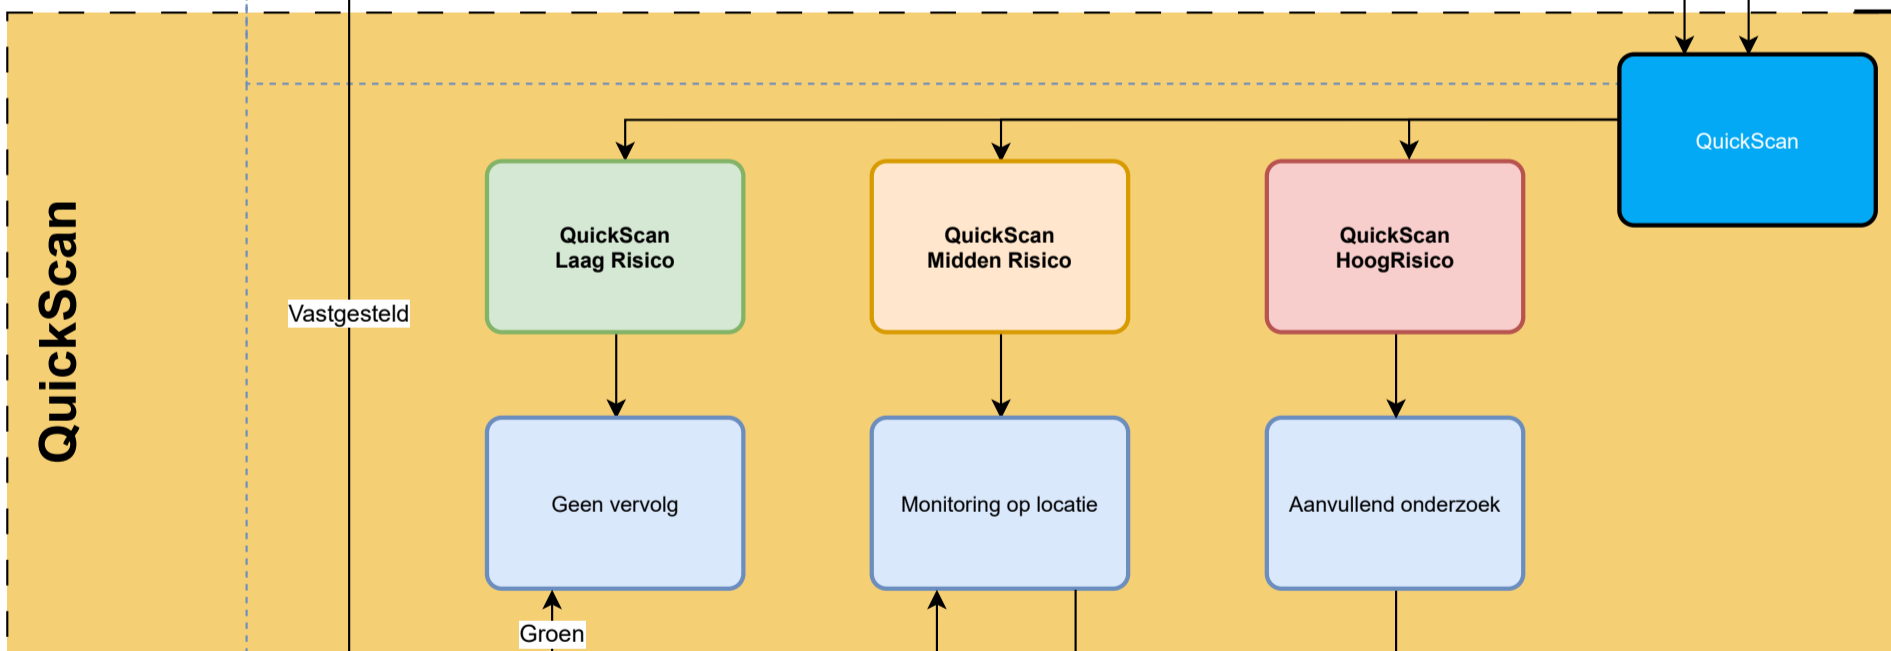 QuickScan
QuickScan
QuickScan
Laag Risico
QuickScan
Midden Risico
QuickScan
HoogRisico
Vastgesteld
Geen vervolg
Monitoring op locatie
Aanvullend onderzoek
Groen